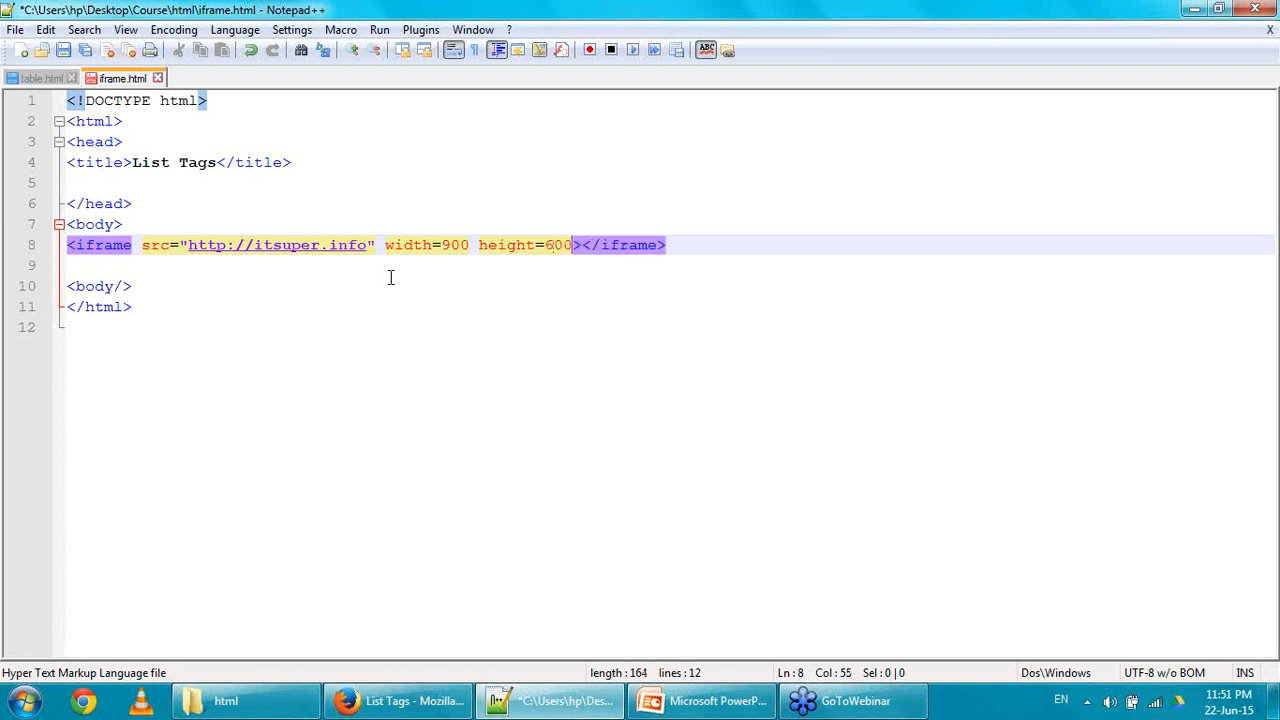 *C:\Users\hp\Desktop\Course\html\iframe.html - Notepad++
File Edit Search View Encoding Language Settings Macro Run Plugins Window ? X
table.html iframe.html
1 <!DOCTYPE html>
2 <html>
3 <head>
4 <title>List Tags</title>
5
6 </head>
7 <body>
8 <iframe src="http://itsuper.info" width=900 height=600></iframe>
9
10 <body/>
11 </html>
12
Hyper Text Markup Language file length : 164 lines : 12 Ln : 8 Col : 55 Sel : 0 | 0 Dos\Windows UTF-8 w/o BOM INS
html List Tags - Mozilla... *C:\Users\hp\Des... Microsoft PowerP... GoToWebinar EN 11:51 PM
22-Jun-15